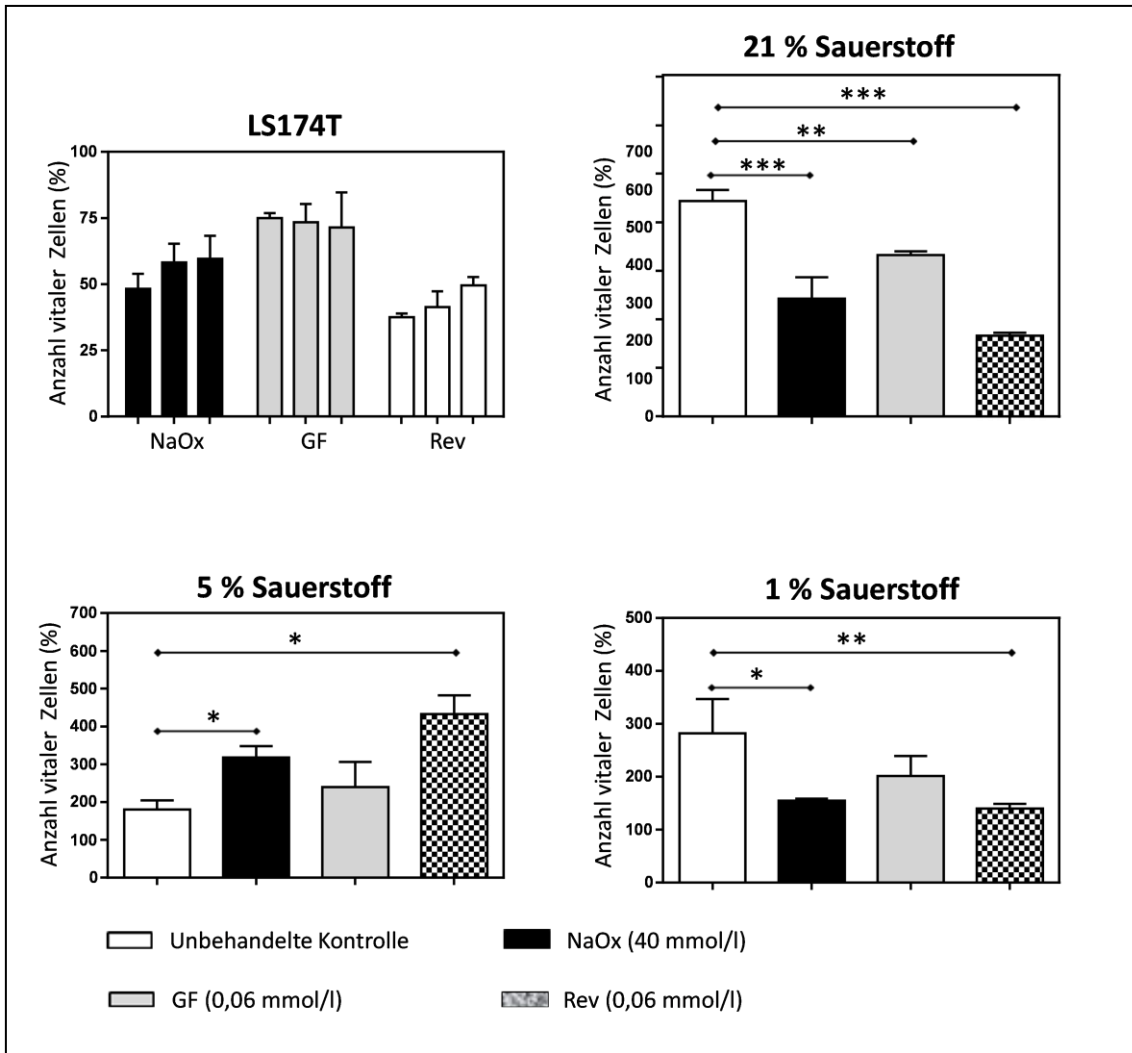 LS174T
Anzahl vitaler Zellen (%)
100
75
50
25
0
NaOx GF Rev
21 % Sauerstoff
Anzahl vitaler Zellen (%)
700
600
500
400
300
200
100
0
***
**
***
5 % Sauerstoff
Anzahl vitaler Zellen (%)
700
600
500
400
300
200
100
0
*
*
1 % Sauerstoff
Anzahl vitaler Zellen (%)
500
400
300
200
100
0
**
*
Unbehandelte Kontrolle
NaOx (40 mmol/l)
GF (0,06 mmol/l)
Rev (0,06 mmol/l)